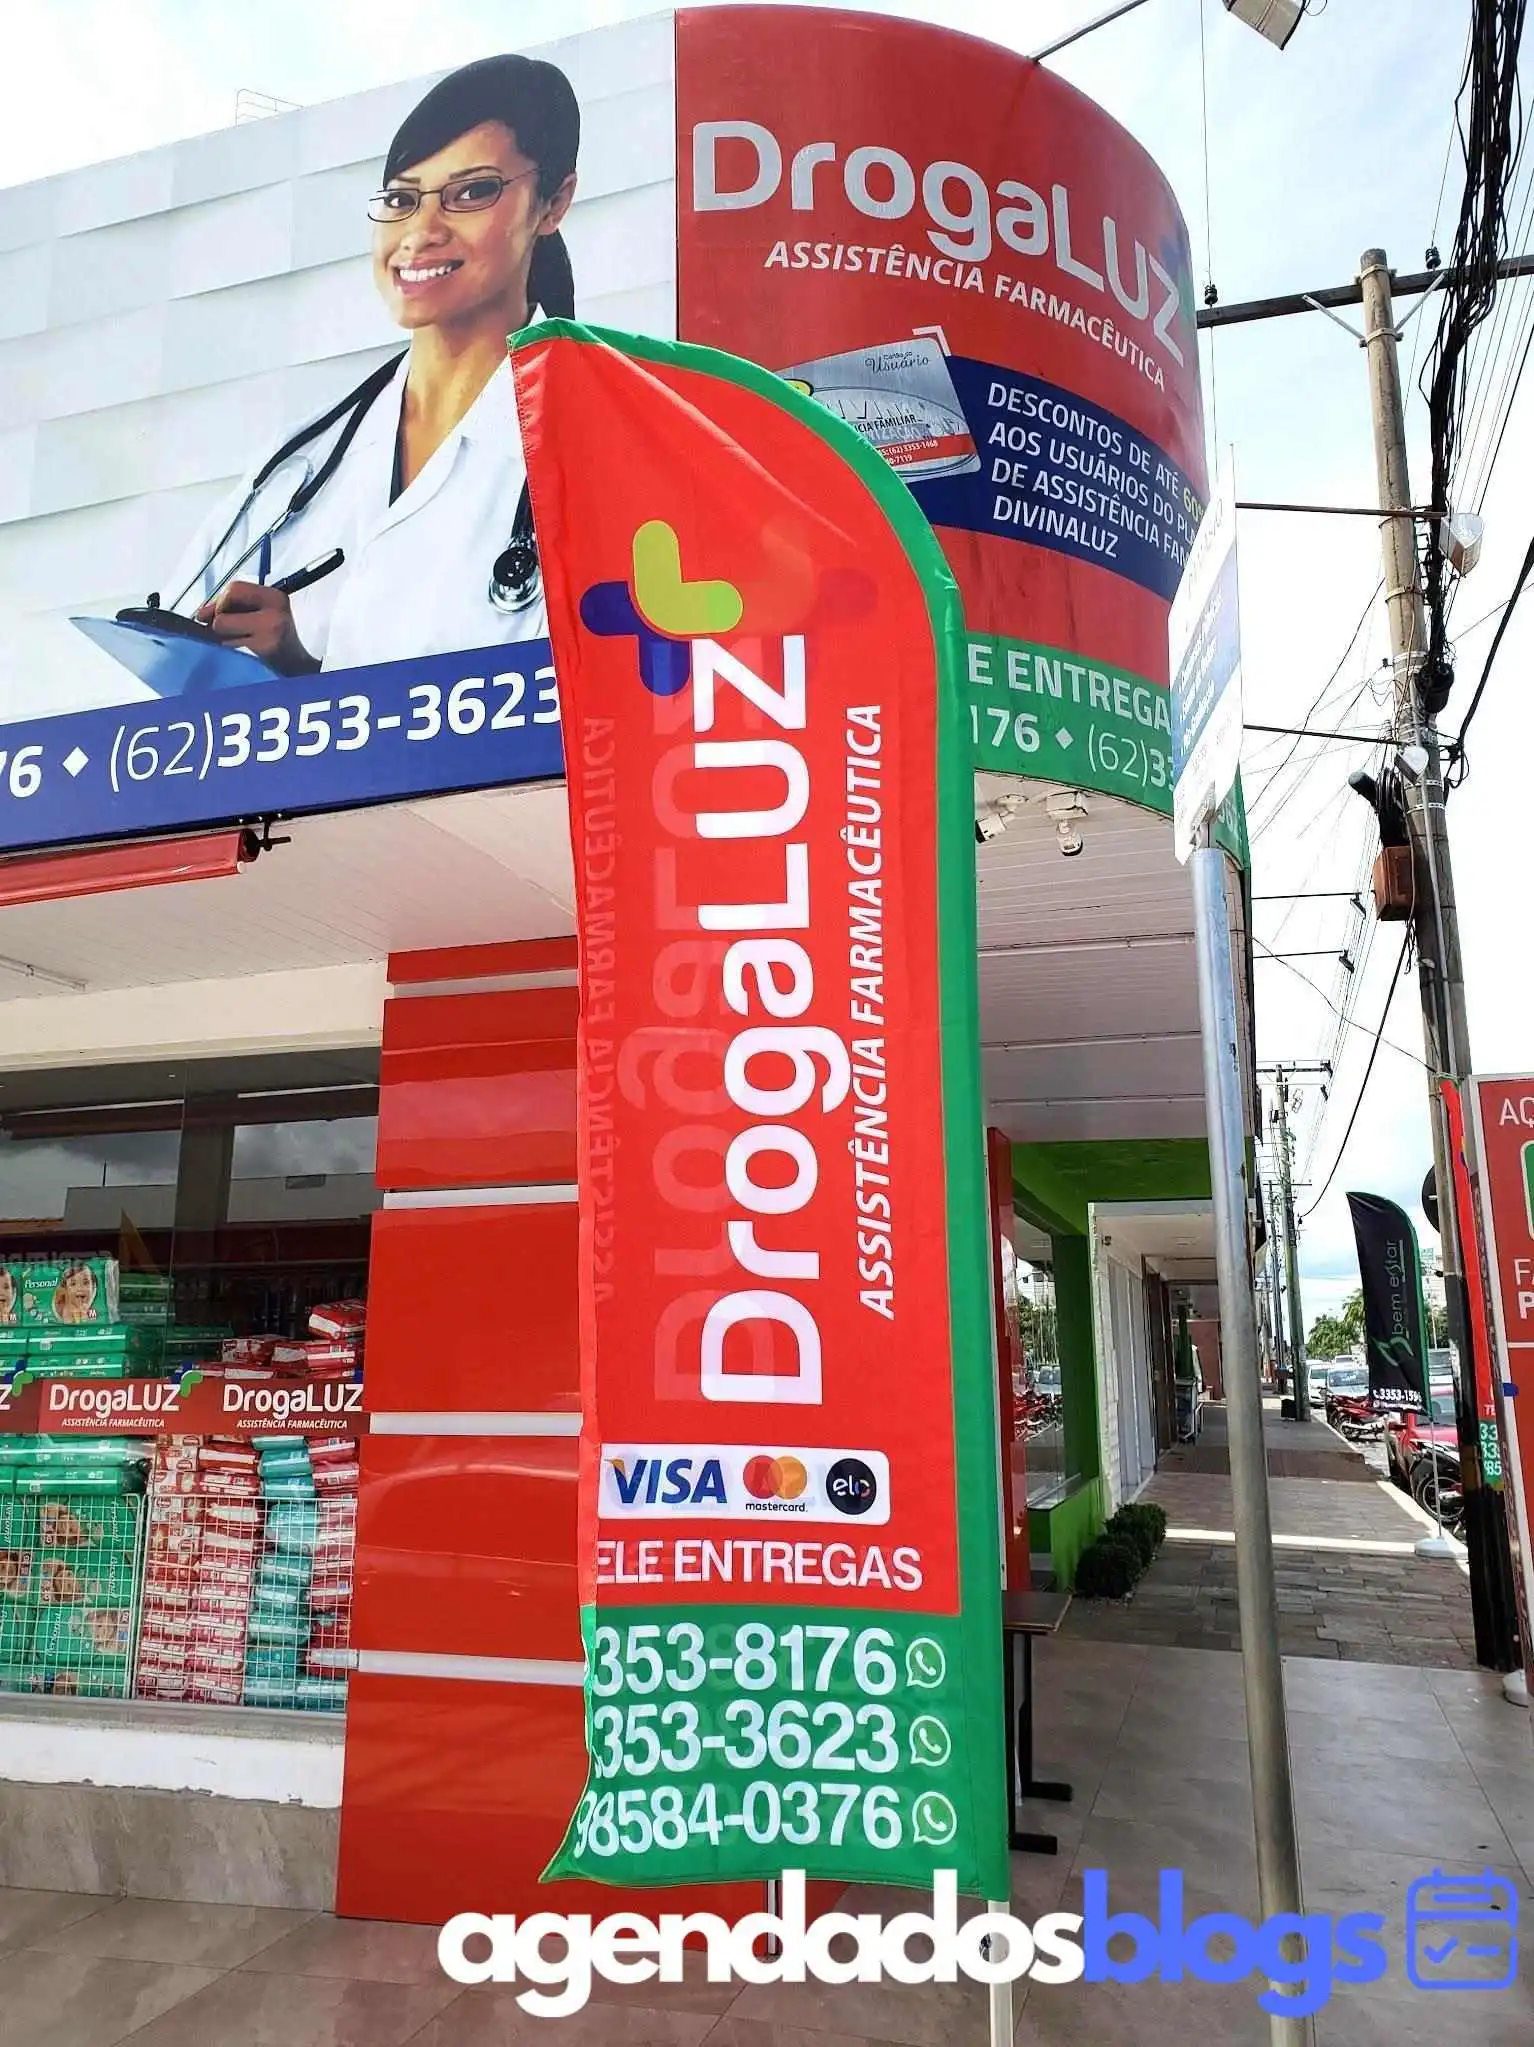 DrogaLUZ
ASSISTÊNCIA FARMACÊUTICA
Usuário
DESCONTOS DE ATÉ
AOS USUÁRIOS DO
DE ASSISTÊNCIA
DIVINALUZ
(62)3353-3623
E ENTREGA
176 • (62)
DrogaLUZ
ASSISTÊNCIA FARMACÊUTICA
VISA
mastercard.
elo
ELE ENTREGAS
353-8176
353-3623
98584-0376
Personal
DrogaLUZ
ASSISTÊNCIA FARMACÊUTICA
DrogaLUZ
ASSISTÊNCIA FARMACÊUTICA
bem estar
agendadosblogs